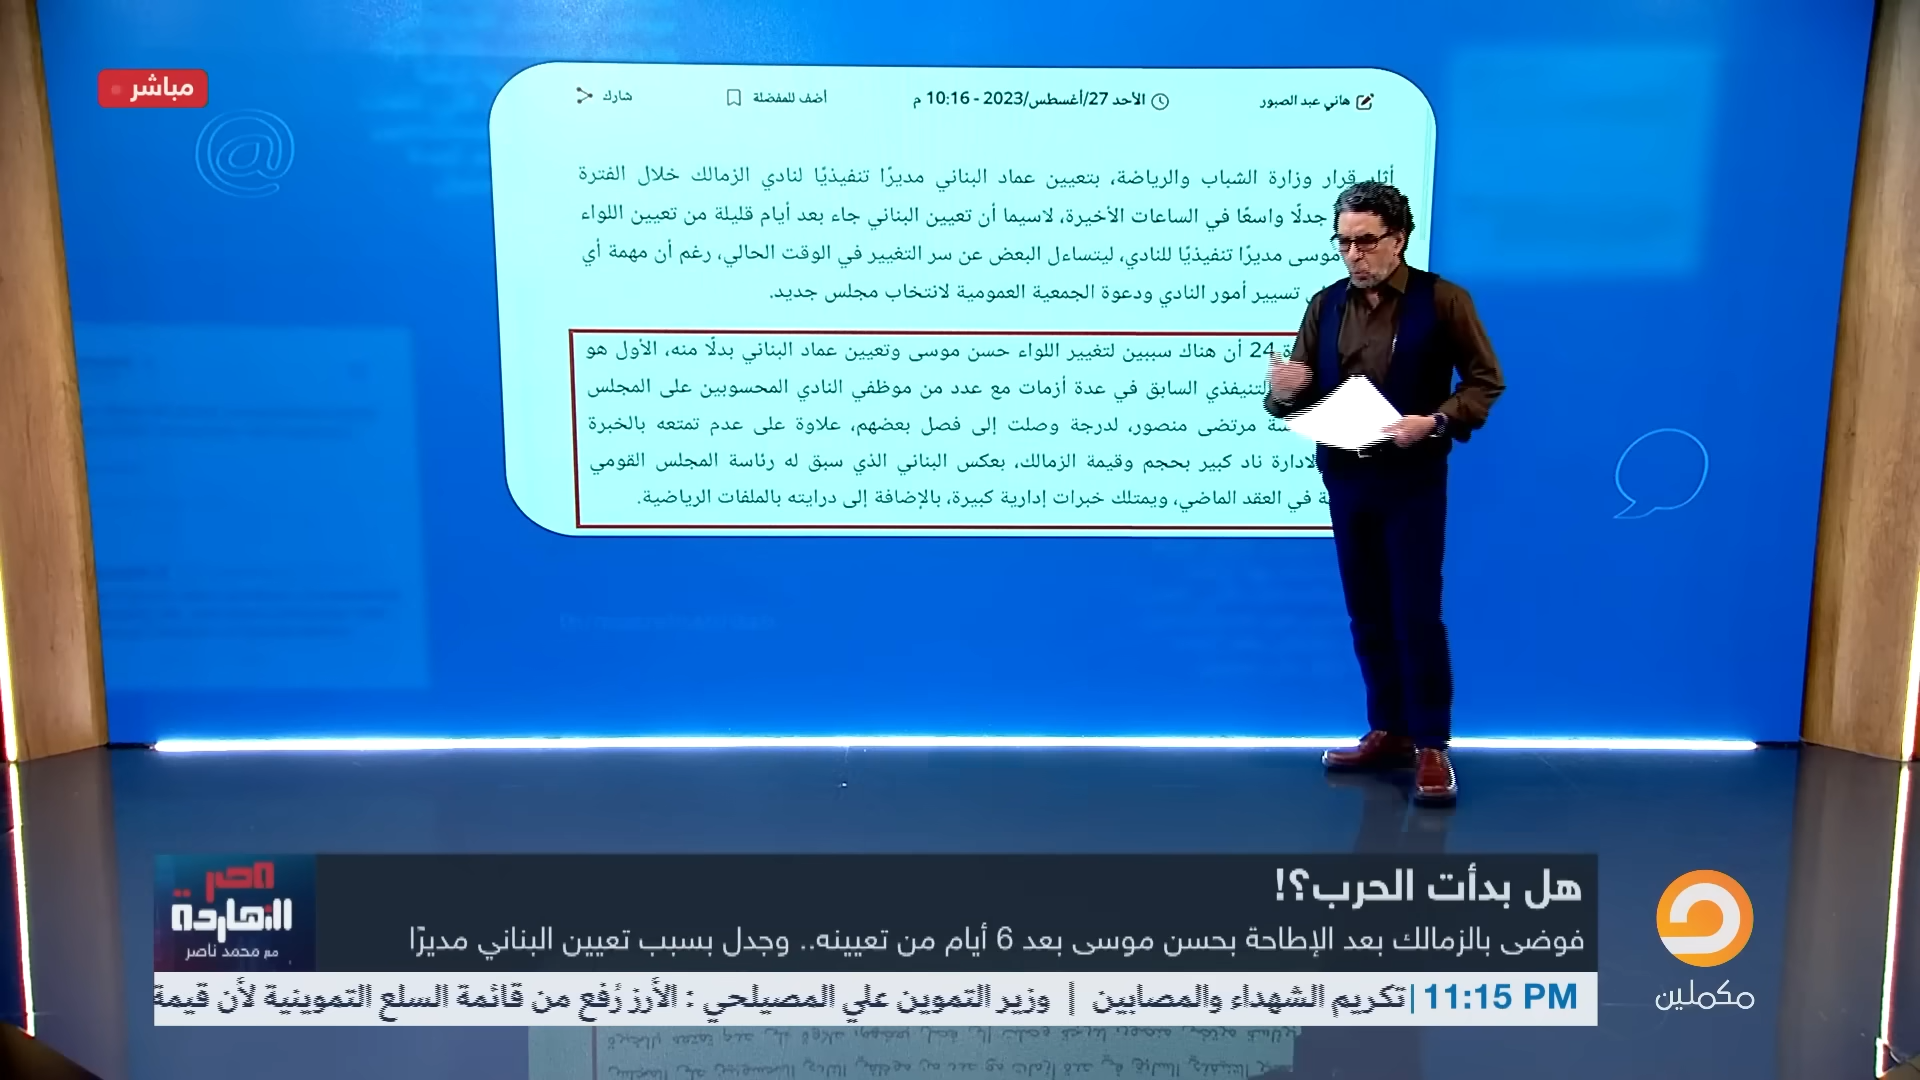 مباشر
هاني عبد الصبور
الأحد 27/أغسطس/2023 - 10:16 م
أضف للمفضلة
شارك
أثار قرار وزارة الشباب والرياضة، بتعيين عماد البناني مديرًا تنفيذيًا لنادي الزمالك خلال الفترة
جدلًا واسعًا في الساعات الأخيرة، لاسيما أن تعيين البناني جاء بعد أيام قليلة من تعيين اللواء
موسى مديرًا تنفيذيًا للنادي، ليتساءل البعض عن سر التغيير في الوقت الحالي، رغم أن مهمة أي
تسيير أمور النادي ودعوة الجمعية العمومية لانتخاب مجلس جديد.
24 أن هناك سببين لتغيير اللواء حسن موسى وتعيين عماد البناني بدلًا منه، الأول هو
التنيفذي السابق في عدة أزمات مع عدد من موظفي النادي المحسوبين على المجلس
مرتضى منصور، لدرجة وصلت إلى فصل بعضهم، علاوة على عدم تمتعه بالخبرة
لادارة ناد كبير بحجم وقيمة الزمالك، بعكس البناني الذي سبق له رئاسة المجلس القومي
في العقد الماضي، ويمتلك خبرات إدارية كبيرة، بالإضافة إلى درايته بالملفات الرياضية.
هل بدأت الحرب؟!
فوضى بالزمالك بعد الإطاحة بحسن موسى بعد 6 أيام من تعيينه.. وجدل بسبب تعيين البناني مديرًا
مصر
النهاردة
مع محمد ناصر
11:15 PM | تكريم الشهداء والمصابين | وزير التموين علي المصيلحي : الأرز رُفع من قائمة السلع التموينية لأن قيمة
مكملين